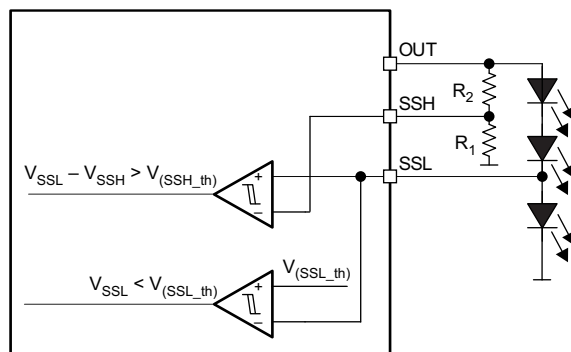 OUT
R2
SSH
R1
SSL
VSSL – VSSH > V(SSH_th)
+
–
V(SSL_th)
VSSL < V(SSL_th)
+
–